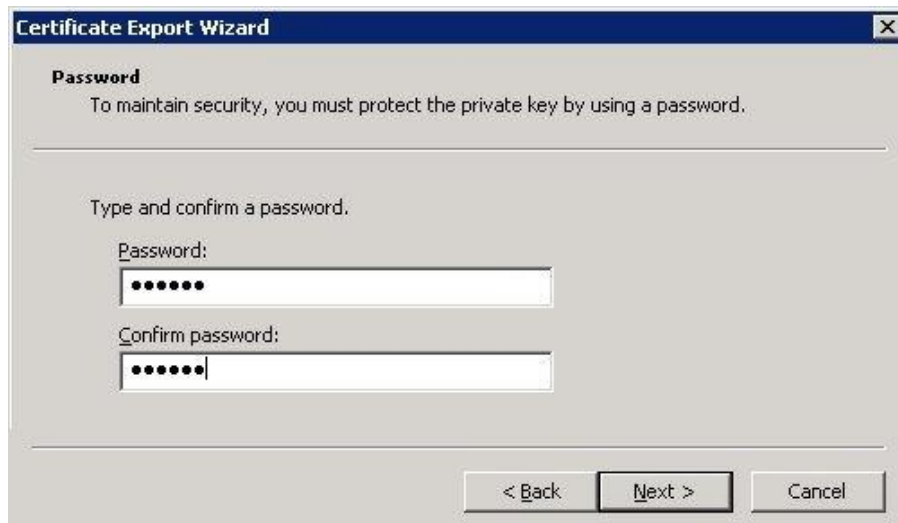 Certificate Export Wizard
Password
To maintain security, you must protect the private key by using a password.
Type and confirm a password.
Password:
••••••
Confirm password:
••••••
< Back Next > Cancel